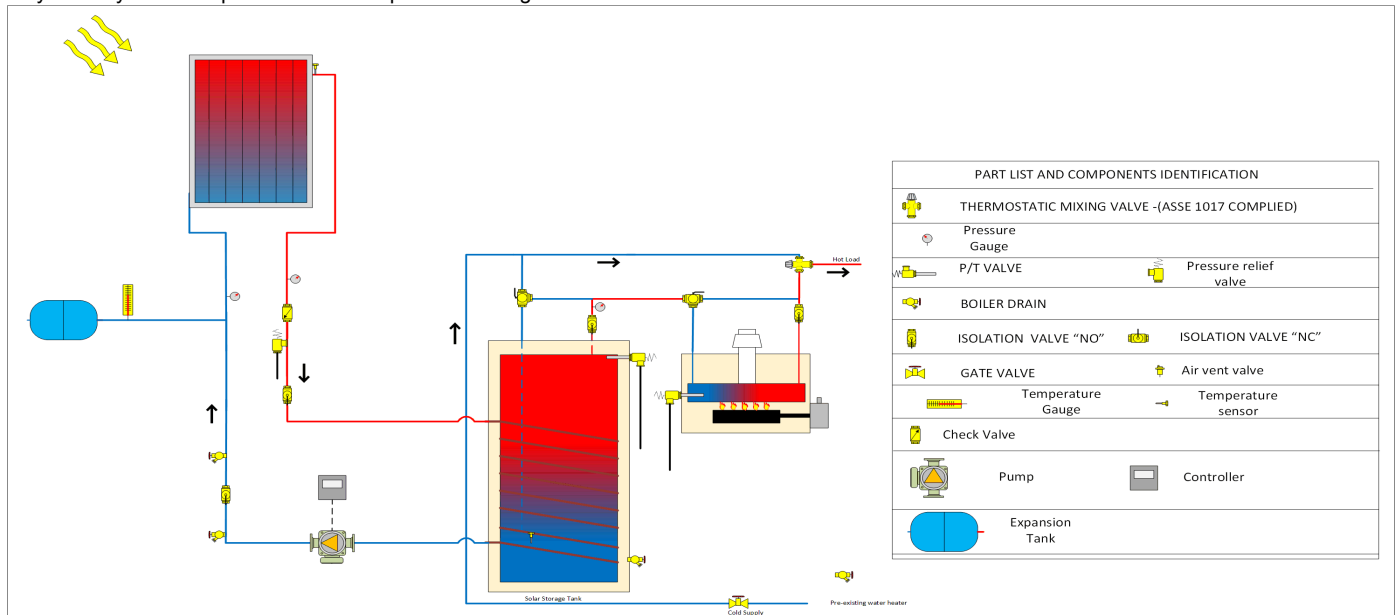 Hot Load
Solar Storage Tank
Cold Supply
Pre-existing water heater
PART LIST AND COMPONENTS IDENTIFICATION
THERMOSTATIC MIXING VALVE -(ASSE 1017 COMPLIED)
Pressure
Gauge
P/T VALVE
Pressure relief
valve
BOILER DRAIN
ISOLATION VALVE "NO"
ISOLATION VALVE "NC"
GATE VALVE
Air vent valve
Temperature
Gauge
Temperature
sensor
Check Valve
Pump
Controller
Expansion
Tank